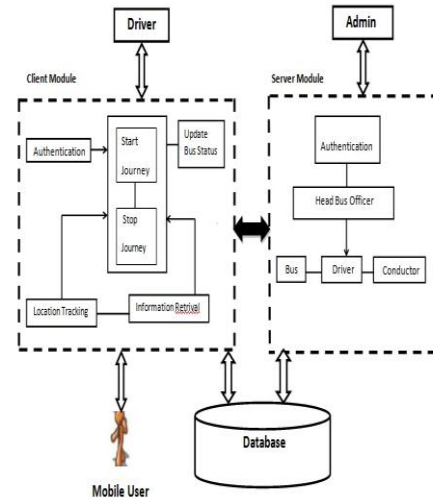 Driver
Admin
Client Module
Server Module
Authentication
Start
Journey
Stop
Journey
Update
Bus Status
Location Tracking
Information Retrival
Authentication
Head Bus Officer
Bus
Driver
Conductor
Mobile User
Database